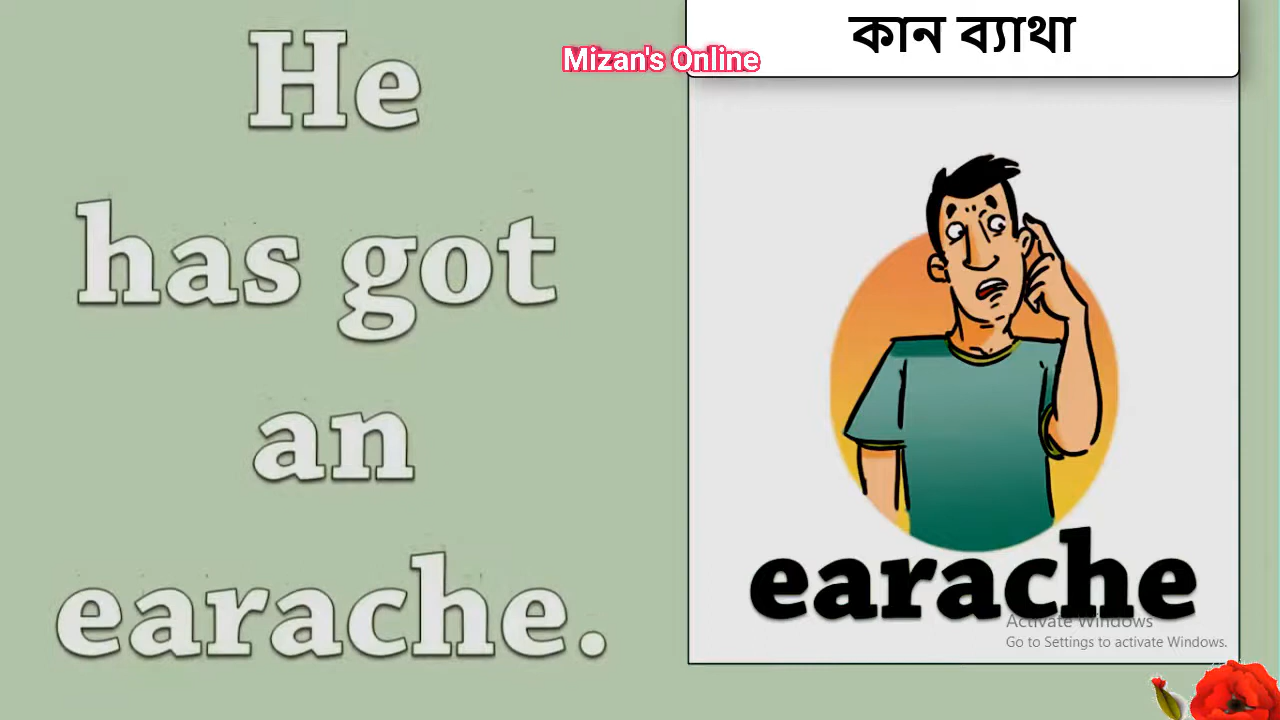 He
has got
an
earache.
Mizan's Online
কান ব্যাথা
earache
Activate Windows
Go to Settings to activate Windows.